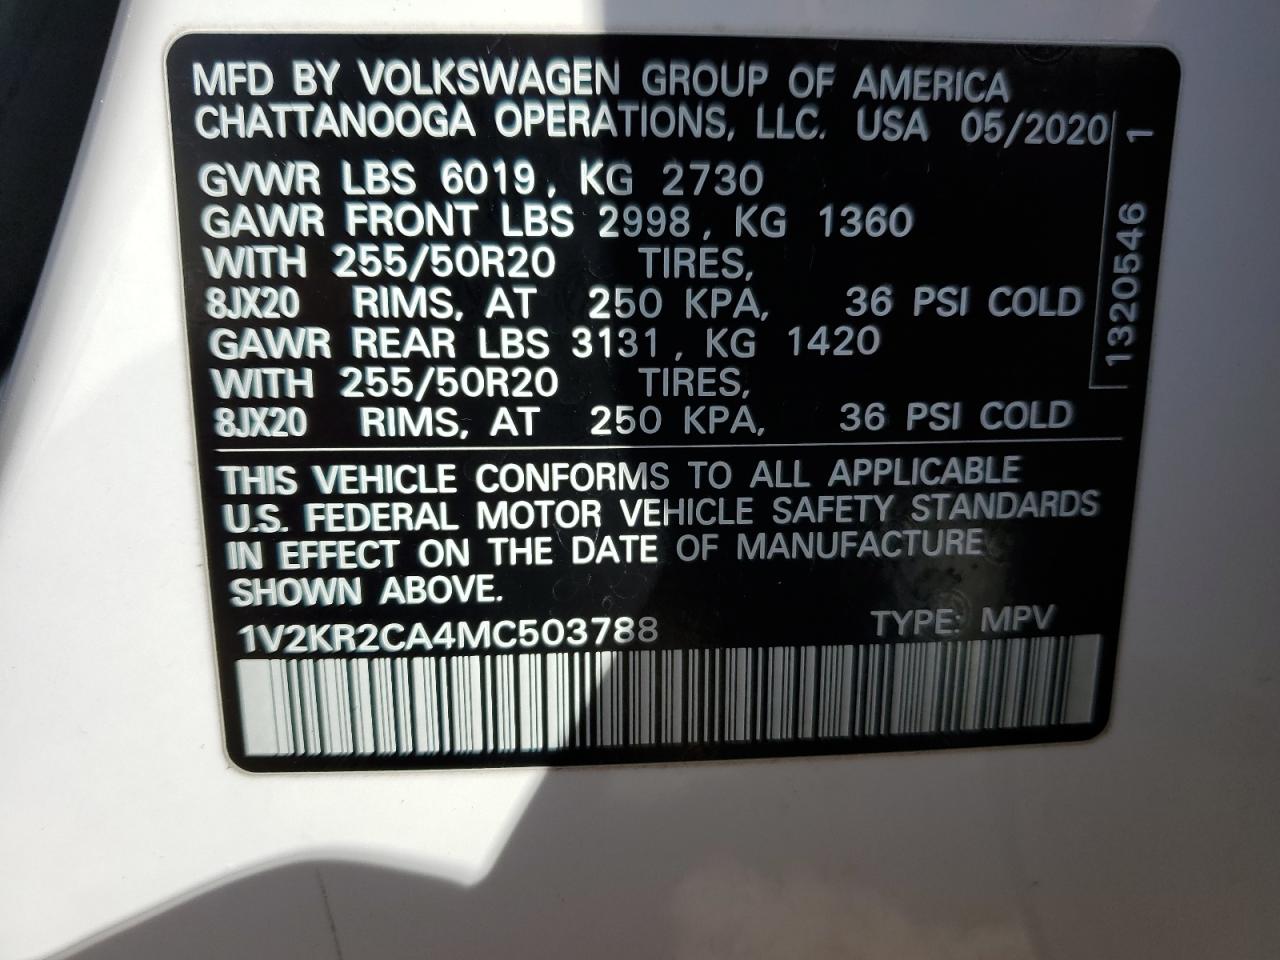 MFD BY VOLKSWAGEN GROUP OF AMERICA
CHATTANOOGA OPERATIONS, LLC. USA 05/2020
GVWR LBS 6019, KG 2730
GAWR FRONT LBS 2998, KG 1360
WITH 255/50R20 TIRES,
8JX20 RIMS, AT 250 KPA, 36 PSI COLD
GAWR REAR LBS 3131, KG 1420
WITH 255/50R20 TIRES,
8JX20 RIMS, AT 250 KPA, 36 PSI COLD
1320546 1
THIS VEHICLE CONFORMS TO ALL APPLICABLE
U.S. FEDERAL MOTOR VEHICLE SAFETY STANDARDS
IN EFFECT ON THE DATE OF MANUFACTURE
SHOWN ABOVE.
1V2KR2CA4MC503788 TYPE: MPV